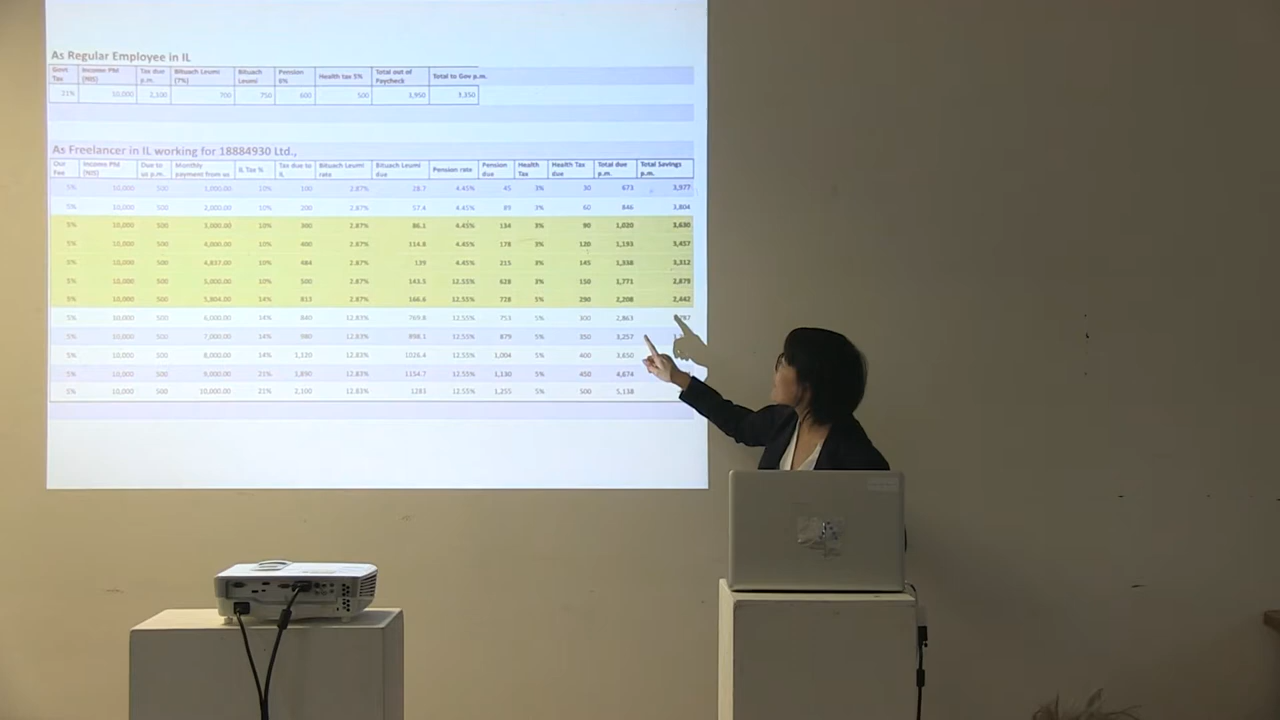 As Regular Employee in IL
Govt Tax Income PM (NIS) Tax due p.m. Bituach Leumi (7%) Bituach Leumi Pension 6% Health tax 5% Total out of Paycheck Total to Gov p.m.
21% 10,000 2,100 700 750 600 500 3,950 3,350
As Freelancer in IL working for 18884930 Ltd.,
Our Fee Income PM (NIS) Due to us p.m. Monthly payment from us IL Tax % Tax due to IL Bituach Leumi rate Bituach Leumi due Pension rate Pension due Health Tax Health Tax due Total due p.m. Total Savings p.m.
5% 10,000 500 1,000.00 10% 100 2.87% 28.7 4.45% 45 3% 30 673 3,977
5% 10,000 500 2,000.00 10% 200 2.87% 57.4 4.45% 89 3% 60 846 3,804
5% 10,000 500 3,000.00 10% 300 2.87% 86.1 4.45% 134 3% 90 1,020 3,630
5% 10,000 500 4,000.00 10% 400 2.87% 114.8 4.45% 178 3% 120 1,193 3,457
5% 10,000 500 4,837.00 10% 484 2.87% 139 4.45% 215 3% 145 1,338 3,312
5% 10,000 500 5,000.00 10% 500 2.87% 143.5 12.55% 628 3% 150 1,771 2,879
5% 10,000 500 5,804.00 14% 813 2.87% 166.6 12.55% 728 5% 290 2,208 2,442
5% 10,000 500 6,000.00 14% 840 12.83% 769.8 12.55% 753 5% 300 2,863
5% 10,000 500 7,000.00 14% 980 12.83% 898.1 12.55% 879 5% 350 3,257
5% 10,000 500 8,000.00 14% 1,120 12.83% 1026.4 12.55% 1,004 5% 400 3,650
5% 10,000 500 9,000.00 21% 1,890 12.83% 1154.7 12.55% 1,130 5% 450 4,674
5% 10,000 500 10,000.00 21% 2,100 12.83% 1283 12.55% 1,255 5% 500 5,138